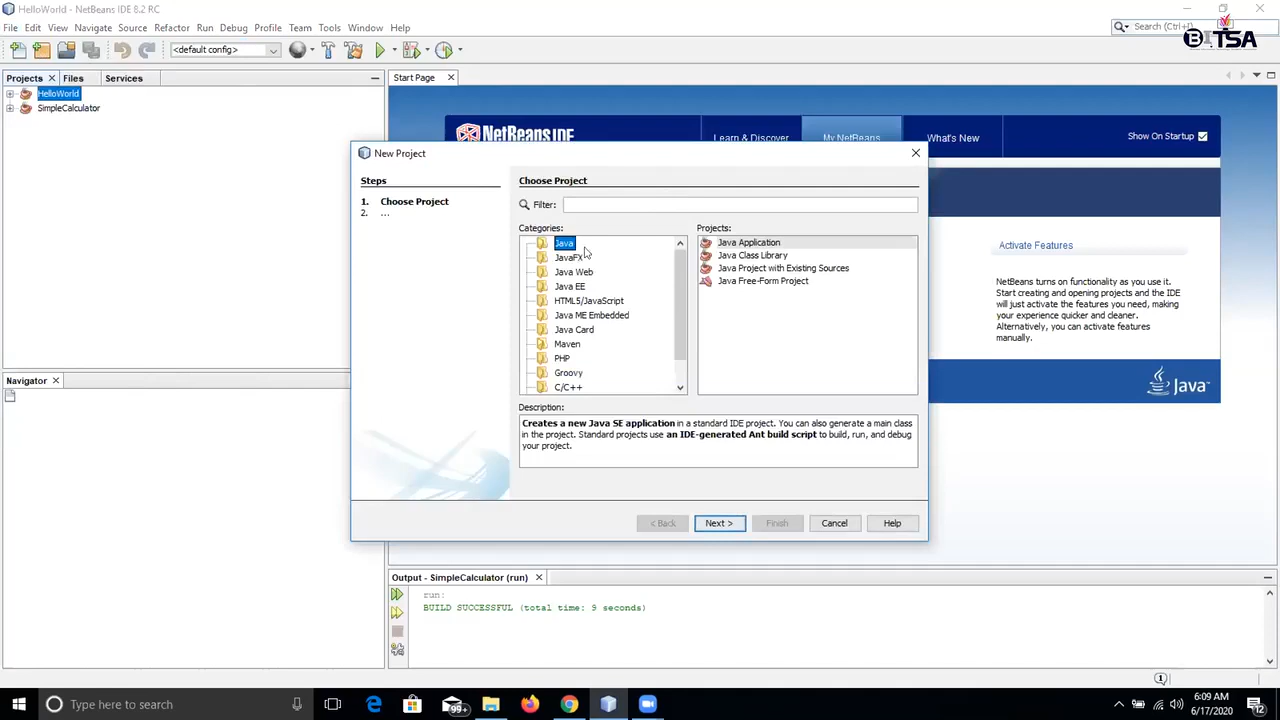 HelloWorld - NetBeans IDE 8.2 RC
File Edit View Navigate Source Refactor Run Debug Profile Team Tools Window Help
Search (Ctrl+I)
BITSA
<default config>
Projects Files Services
Start Page
HelloWorld
SimpleCalculator
NetBeans IDE
Learn & Discover
My NetBeans
What's New
Show On Startup
New Project
Steps
1. Choose Project
2. ...
Choose Project
Filter:
Categories:
Java
JavaFX
Java Web
Java EE
HTML5/JavaScript
Java ME Embedded
Java Card
Maven
PHP
Groovy
C/C++
Projects:
Java Application
Java Class Library
Java Project with Existing Sources
Java Free-Form Project
Description:
Creates a new Java SE application in a standard IDE project. You can also generate a main class
in the project. Standard projects use an IDE-generated Ant build script to build, run, and debug
your project.
< Back Next > Finish Cancel Help
Activate Features
NetBeans turns on functionality as you use it.
Start creating and opening projects and the IDE
will just activate the features you need, making
your experience quicker and cleaner.
Alternatively, you can activate features
manually.
Java
Navigator
Output - SimpleCalculator (run)
run:
BUILD SUCCESSFUL (total time: 9 seconds)
1
Type here to search
99+
6:09 AM
6/17/2020
12